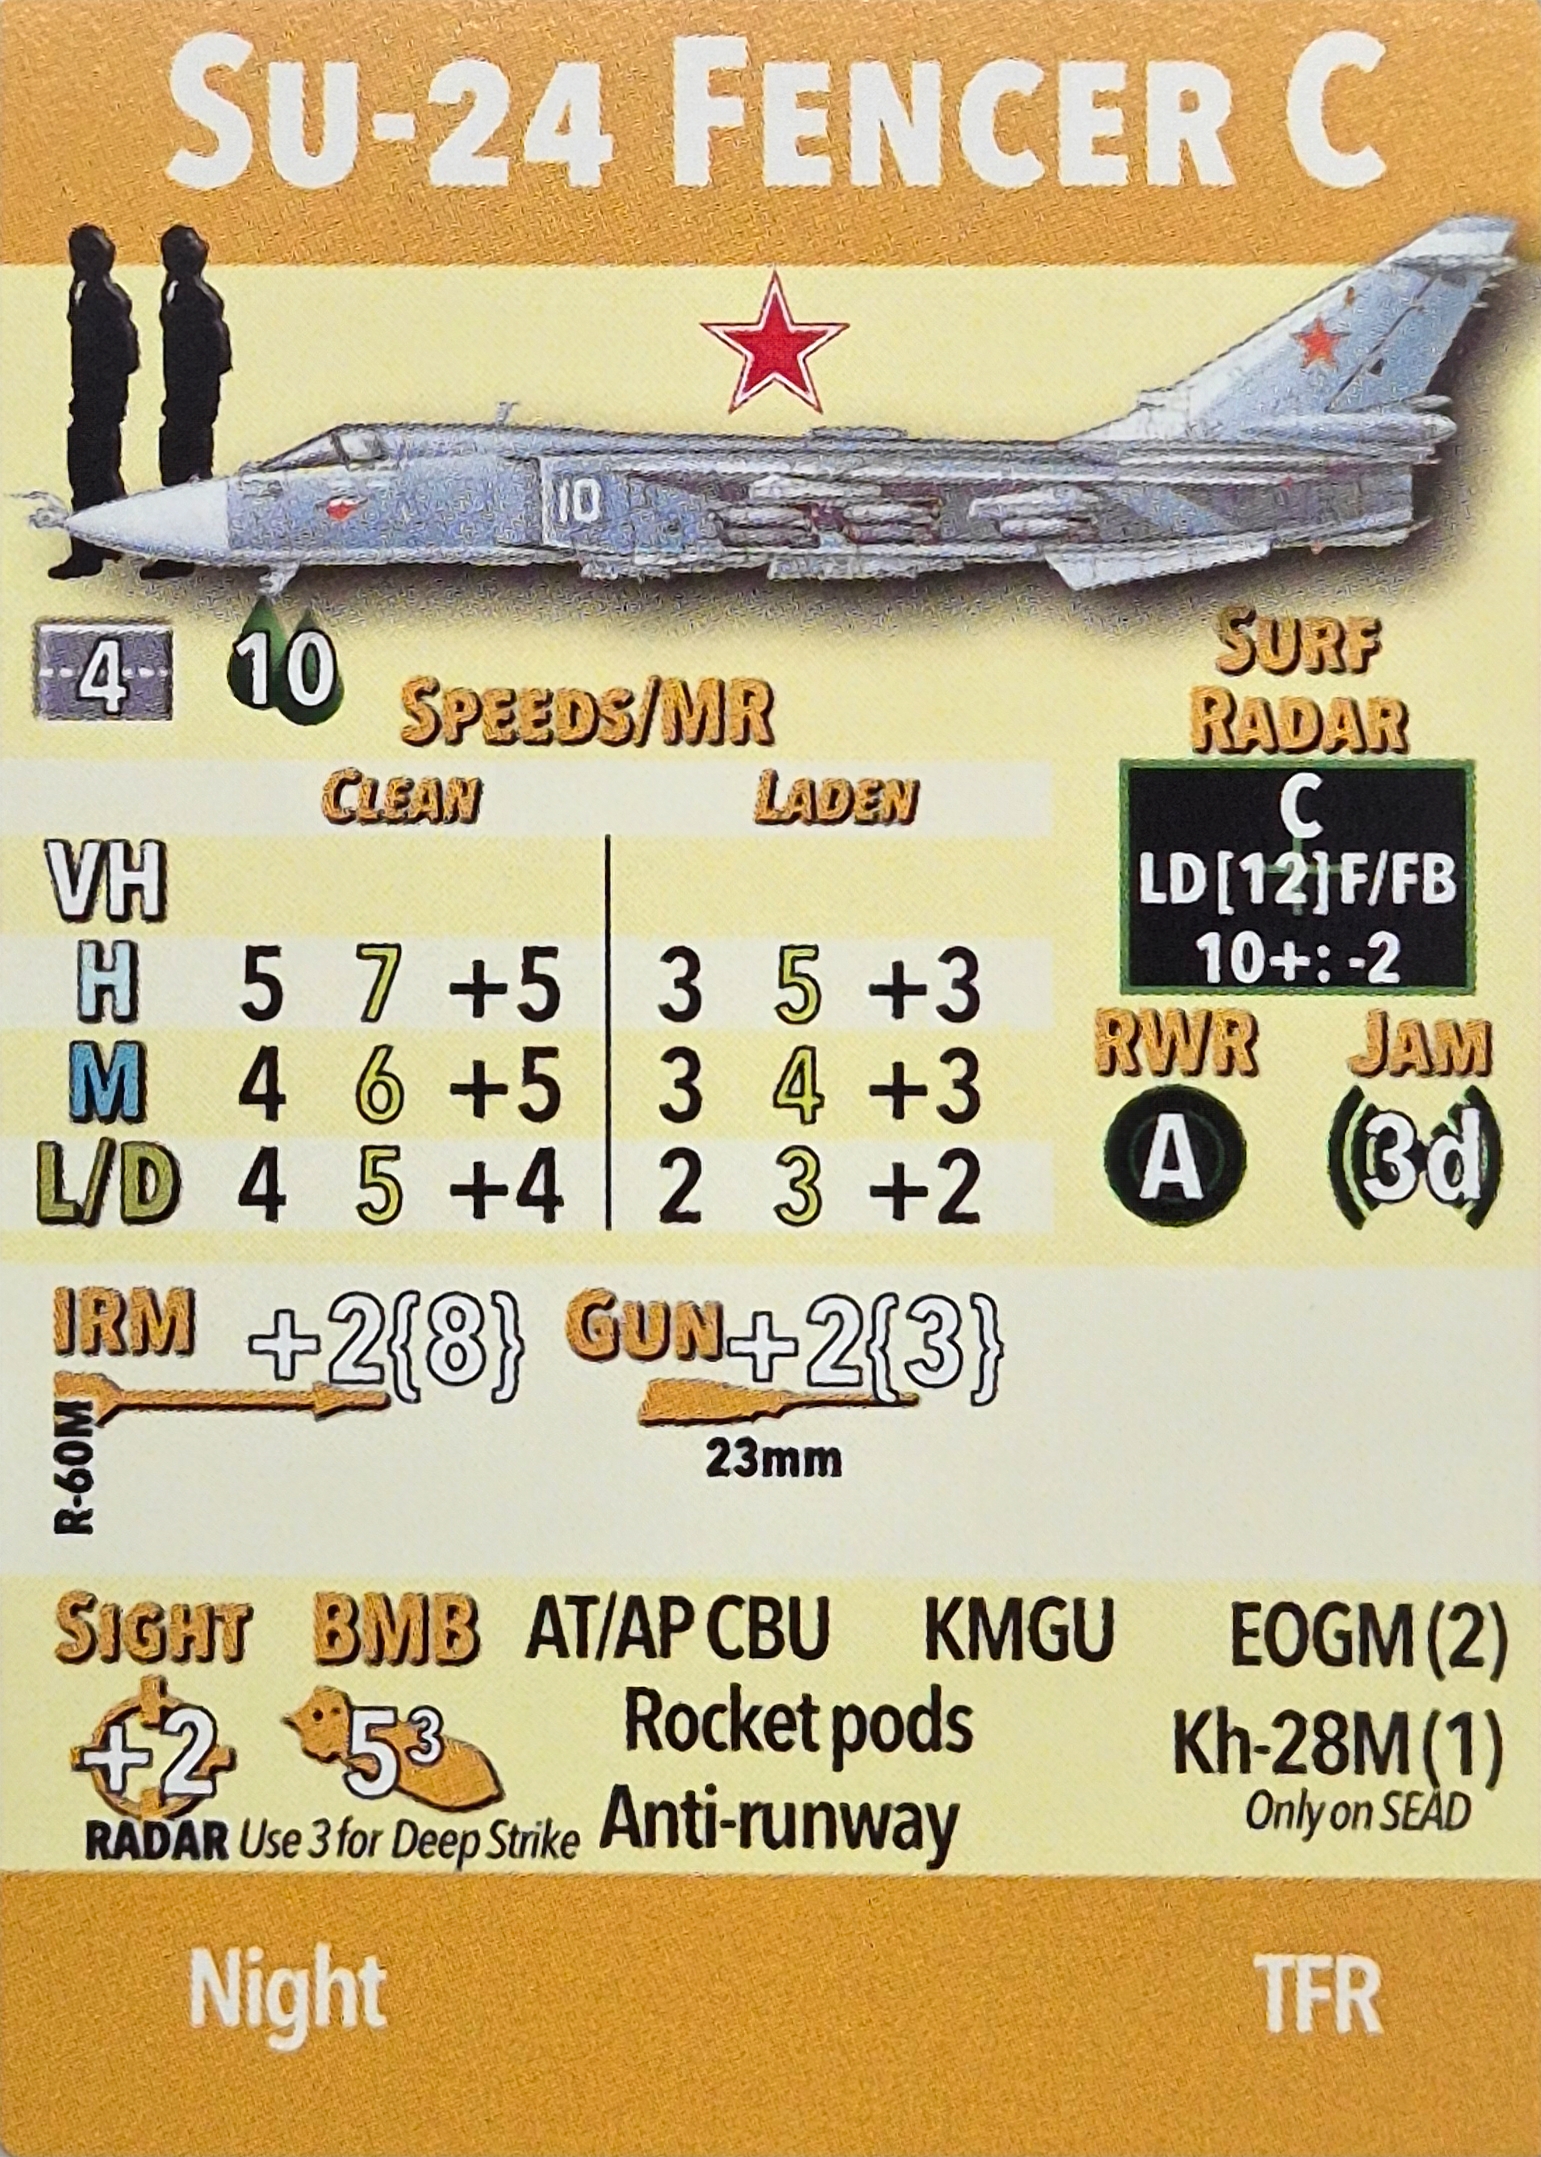 SU-24 FENCER C
10
4 10
SPEEDS/MR
SURF
RADAR
CLEAN LADEN
C
LD[12]F/FB
10+: -2
VH
H 5 7 +5 3 5 +3
M 4 6 +5 3 4 +3
L/D 4 5 +4 2 3 +2
RWR JAM
A (3d)
IRM +2{8} GUN +2{3}
R-60M
23mm
SIGHT BMB AT/AP CBU KMGU EOGM (2)
+2 5³ Rocket pods Kh-28M (1)
Only on SEAD
RADAR Use 3 for Deep Strike Anti-runway
Night TFR